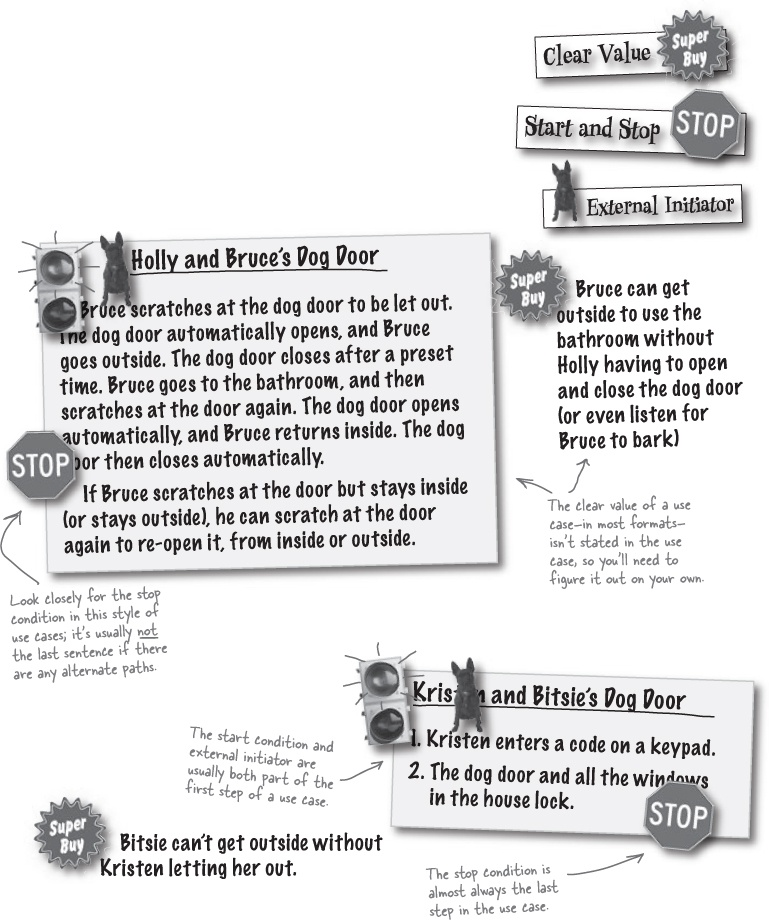 Clear Value
Super
Buy
Start and Stop
STOP
External Initiator
Holly and Bruce's Dog Door
Bruce scratches at the dog door to be let out.
The dog door automatically opens, and Bruce
goes outside. The dog door closes after a preset
time. Bruce goes to the bathroom, and then
scratches at the door again. The dog door opens
automatically, and Bruce returns inside. The dog
door then closes automatically.
STOP
If Bruce scratches at the door but stays inside
(or stays outside), he can scratch at the door
again to re-open it, from inside or outside.
Super
Buy
Bruce can get
outside to use the
bathroom without
Holly having to open
and close the dog door
(or even listen for
Bruce to bark)
The clear value of a use
case—in most formats—
isn't stated in the use
case, so you'll need to
figure it out on your own.
Look closely for the stop
condition in this style of
use cases; it's usually not
the last sentence if there
are any alternate paths.
Kristen and Bitsie's Dog Door
1. Kristen enters a code on a keypad.
2. The dog door and all the windows
in the house lock.
STOP
The start condition and
external initiator are
usually both part of the
first step of a use case.
Super
Buy
Bitsie can't get outside without
Kristen letting her out.
The stop condition is
almost always the last
step in the use case.